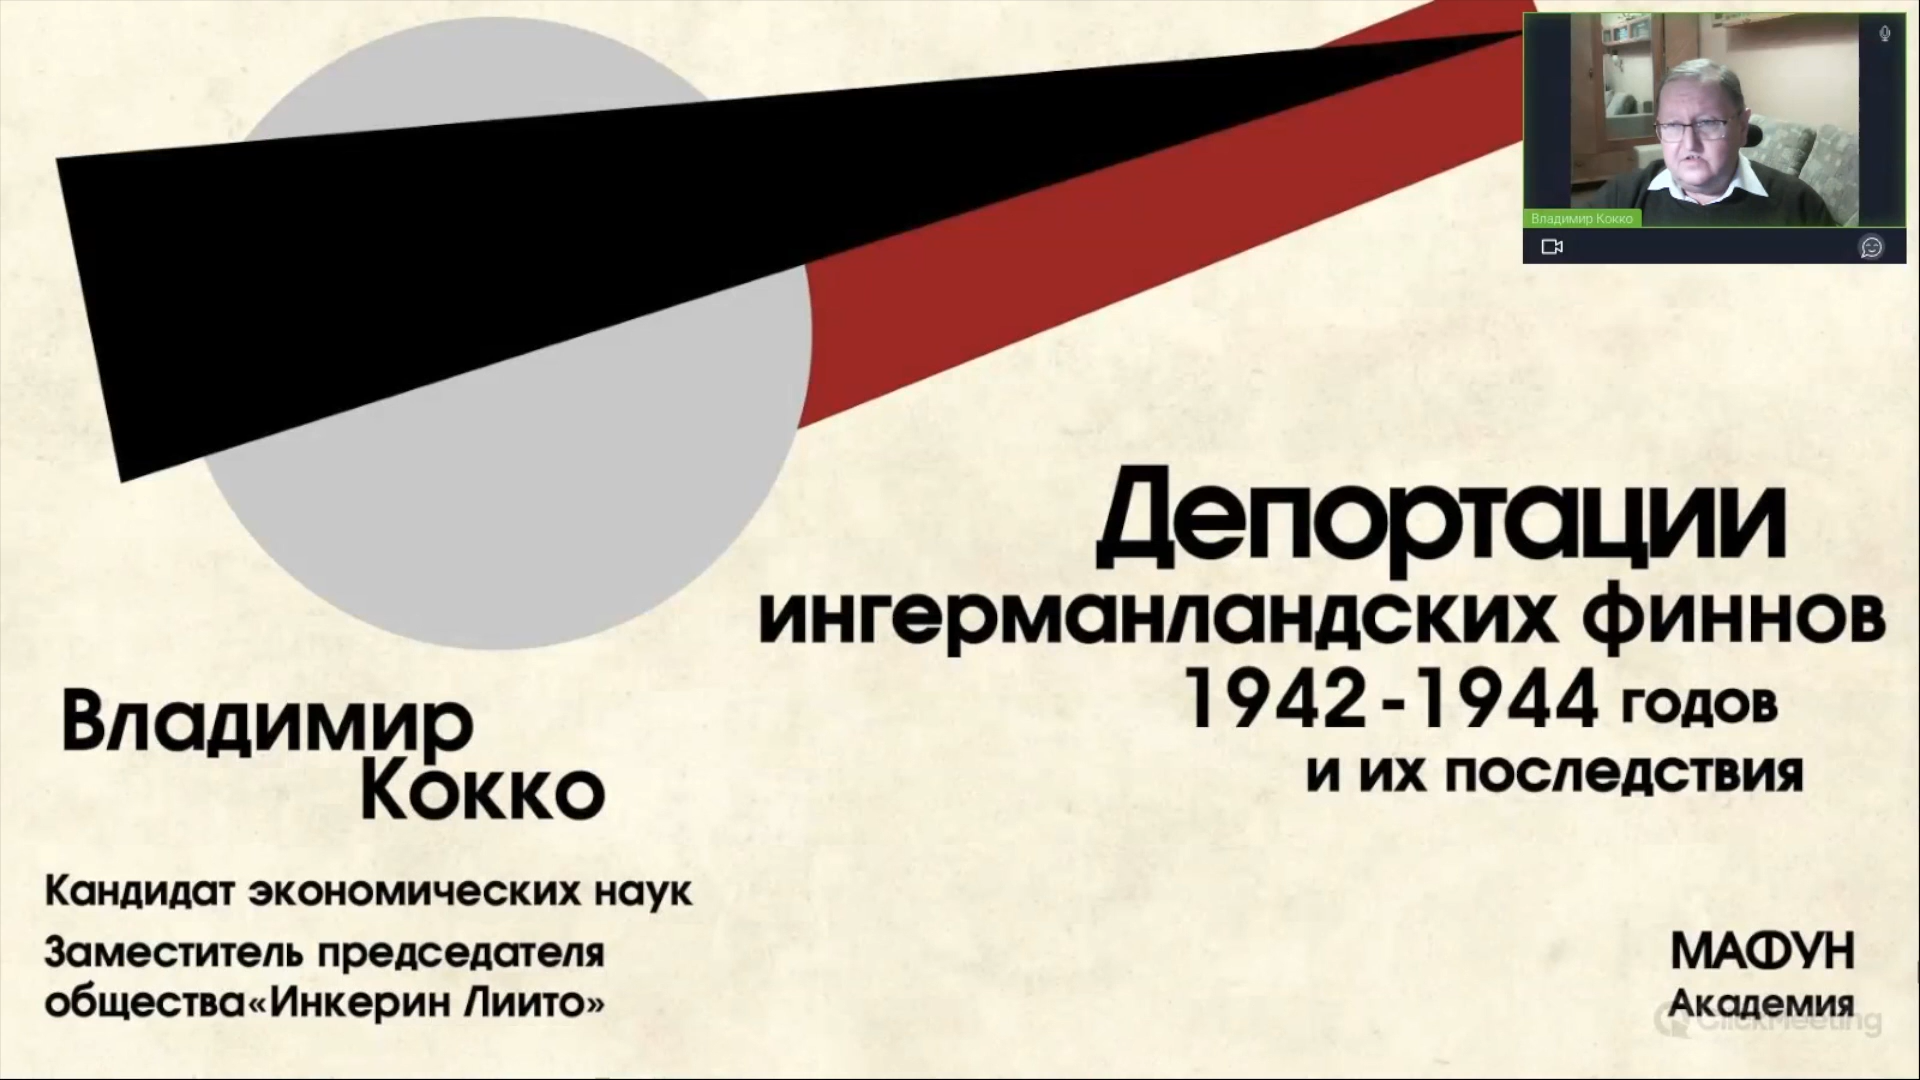 Владимир Кокко
Депортации
ингерманландских финнов
1942-1944 годов
и их последствия
Владимир
Кокко
Кандидат экономических наук
Заместитель председателя
общества«Инкерин Лиито»
МАФУН
Академия
ClickMeeting